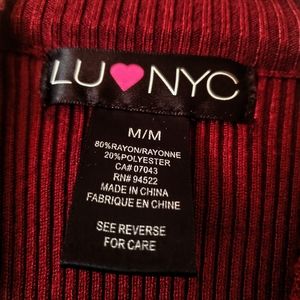 LU NYC
M/M
80%RAYON/RAYONNE
20%POLYESTER
CA# 07043
RN# 94522
MADE IN CHINA
FABRIQUE EN CHINE
SEE REVERSE
FOR CARE